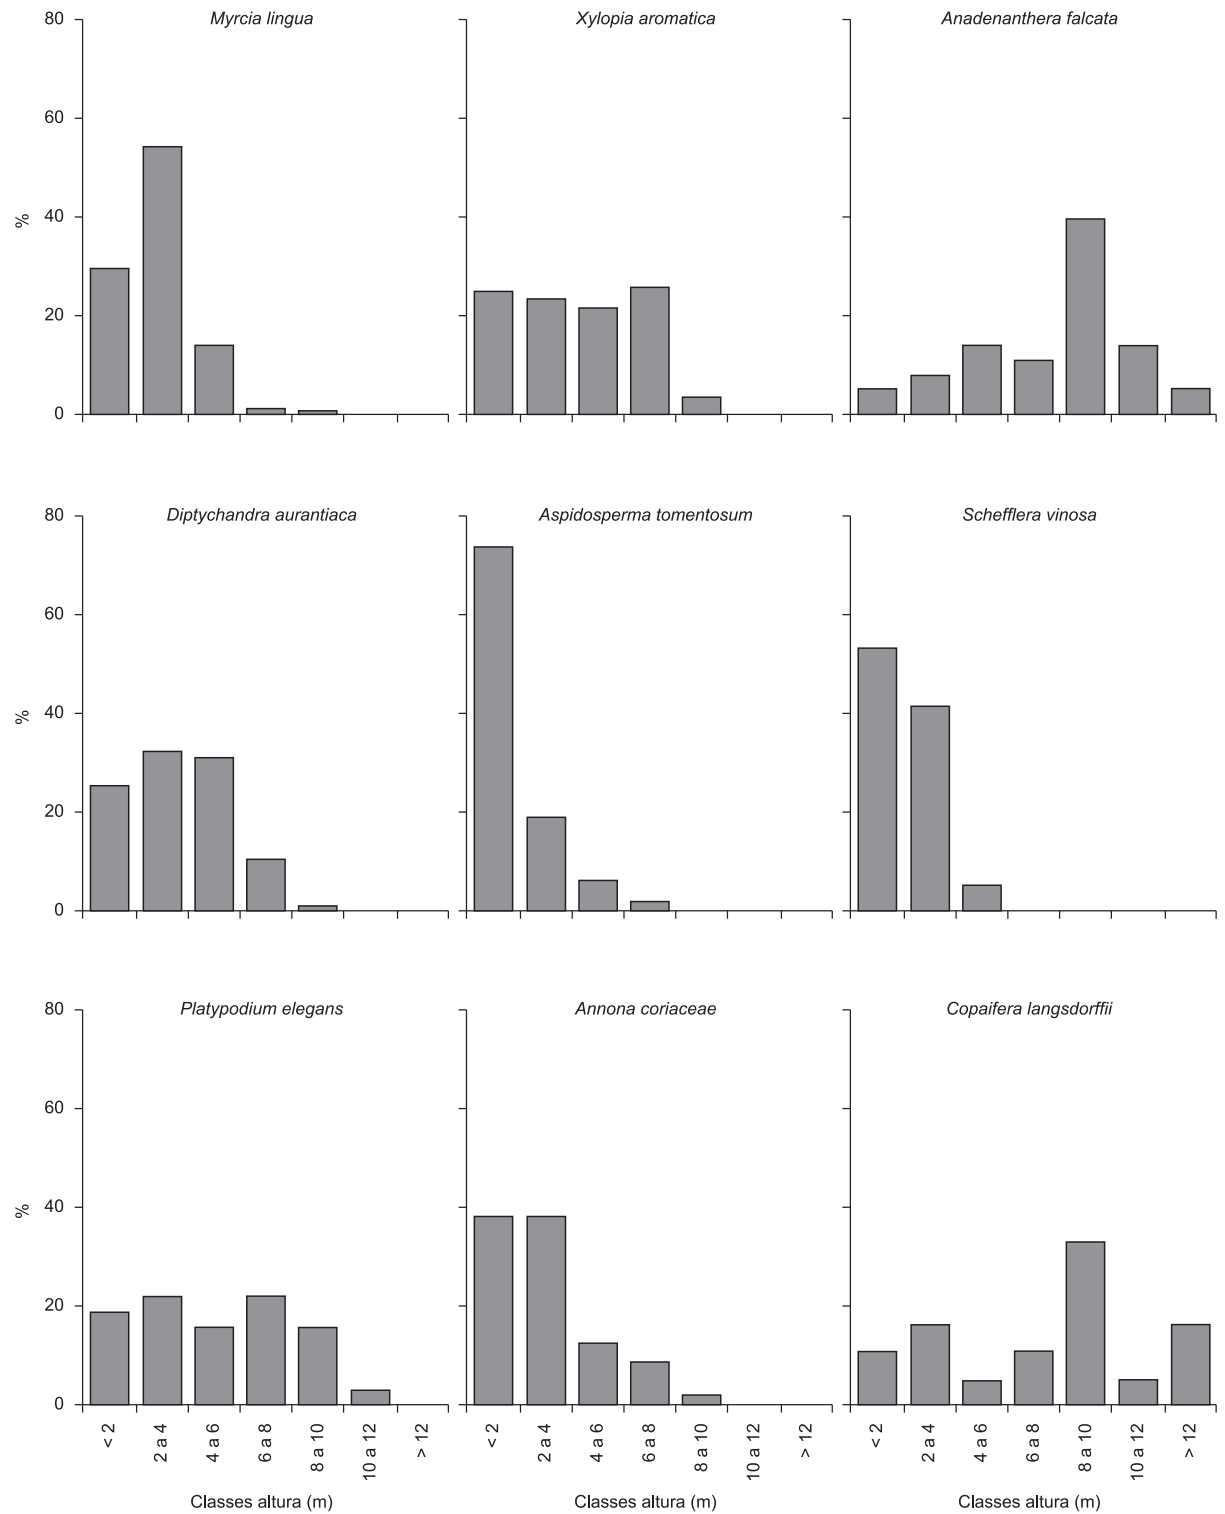 Myrcia lingua Xylopia aromatica Anadenanthera falcata
80
60
40
20
0
%
Diptychandra aurantiaca Aspidosperma tomentosum Schefflera vinosa
80
60
40
20
0
%
Platypodium elegans Annona coriaceae Copaifera langsdorffii
80
60
40
20
0
%
< 2 2 a 4 4 a 6 6 a 8 8 a 10 10 a 12 > 12
< 2 2 a 4 4 a 6 6 a 8 8 a 10 10 a 12 > 12
< 2 2 a 4 4 a 6 6 a 8 8 a 10 10 a 12 > 12
Classes altura (m) Classes altura (m) Classes altura (m)